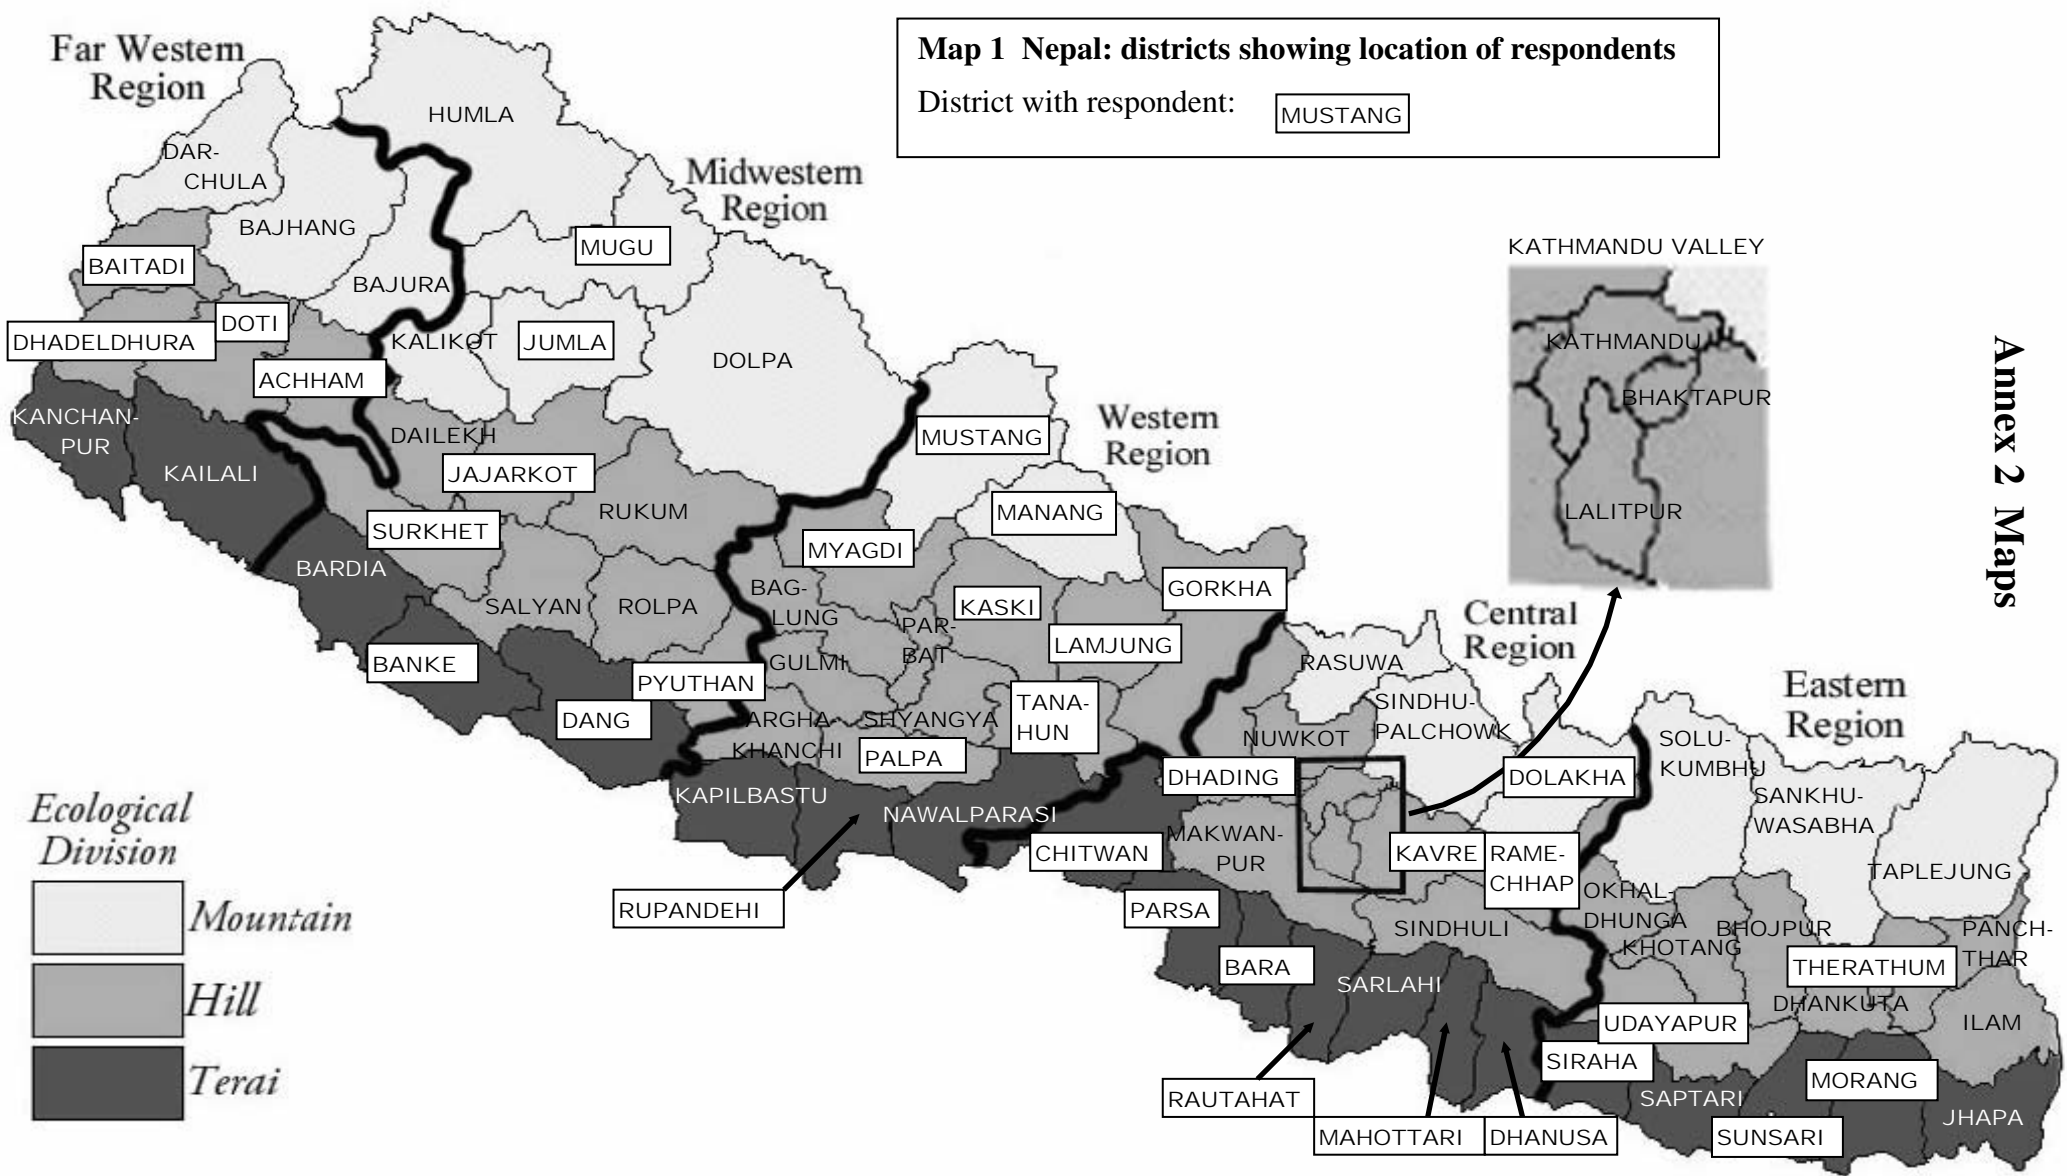 Map 1  Nepal: districts showing location of respondents
District with respondent:
MUSTANG
Annex 2  Maps
Far Western
Region
Midwestern
Region
Western
Region
Central
Region
Eastern
Region
HUMLA
DAR-
CHULA
BAJHANG
BAITADI
BAJURA
MUGU
DHADELDHURA
DOTI
ACHHAM
KALIKOT
JUMLA
DOLPA
KANCHAN-
PUR
KAILALI
DAILEKH
JAJARKOT
RUKUM
SURKHET
BARDIA
SALYAN
ROLPA
BANKE
DANG
PYUTHAN
MUSTANG
MANANG
MYAGDI
BAG-
LUNG
GULMI
PAR-
BAT
KASKI
LAMJUNG
GORKHA
ARGHA-
KHANCHI
SHYANGYA
TANA-
HUN
PALPA
KAPILBASTU
NAWALPARASI
RUPANDEHI
RASUWA
SINDHU-
PALCHOWK
NUWKOT
DHADING
DOLAKHA
CHITWAN
MAKWAN-
PUR
KAVRE
RAME-
CHHAP
PARSA
BARA
SINDHULI
SARLAHI
RAUTAHAT
MAHOTTARI
DHANUSA
KATHMANDU VALLEY
KATHMANDU
BHAKTAPUR
LALITPUR
SOLU-
KUMBHU
SANKHU-
WASABHA
TAPLEJUNG
OKHAL-
DHUNGA
KHOTANG
BHOJPUR
PANCH-
THAR
THERATHUM
DHANKUTA
ILAM
UDAYAPUR
SIRAHA
SAPTARI
SUNSARI
MORANG
JHAPA
Ecological
Division
Mountain
Hill
Terai